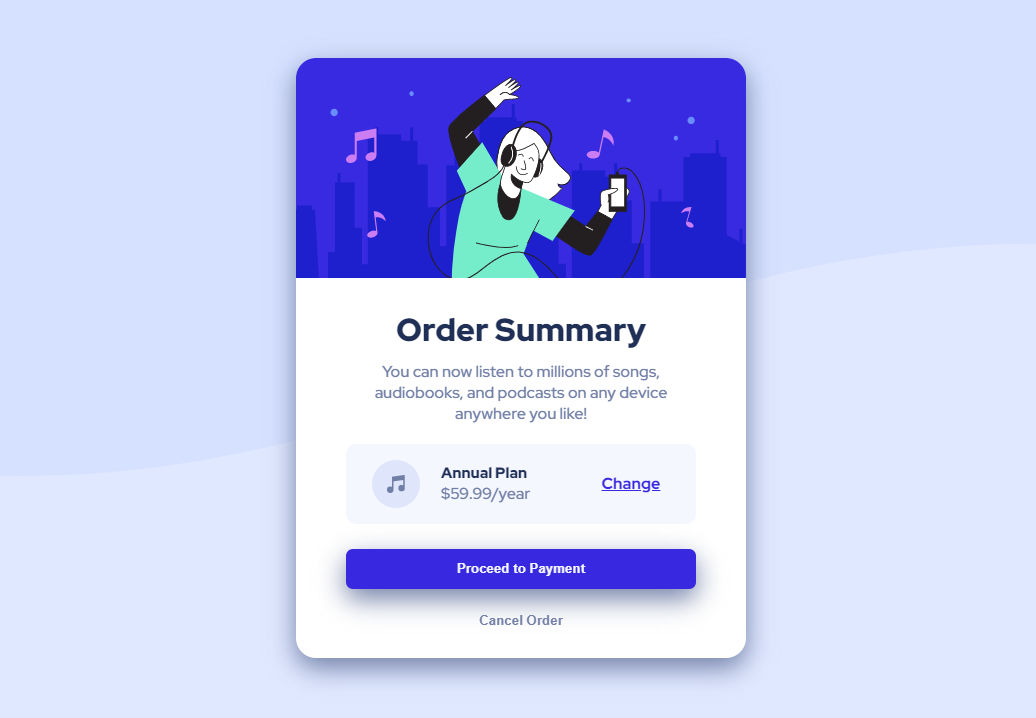 Order Summary
You can now listen to millions of songs,
audiobooks, and podcasts on any device
anywhere you like!
Annual Plan
$59.99/year
Change
Proceed to Payment
Cancel Order